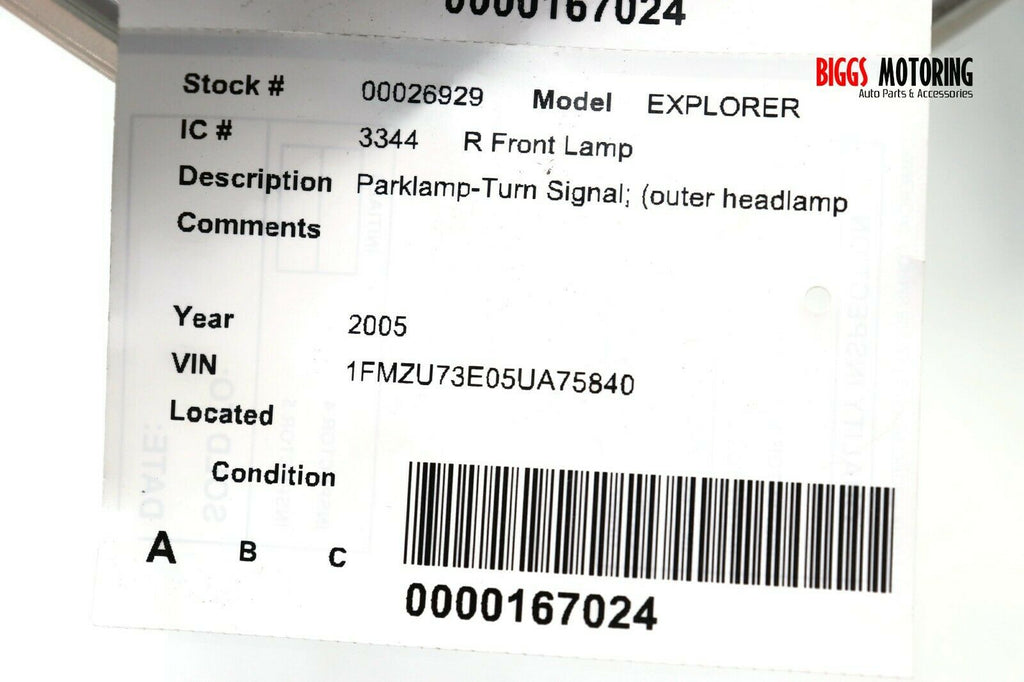 0000167024
BIGGS MOTORING
Auto Parts & Accessories
Stock # 00026929 Model EXPLORER
IC # 3344 R Front Lamp
Description Parklamp-Turn Signal; (outer headlamp
Comments
Year 2005
VIN 1FMZU73E05UA75840
Located
Condition
A B C
0000167024